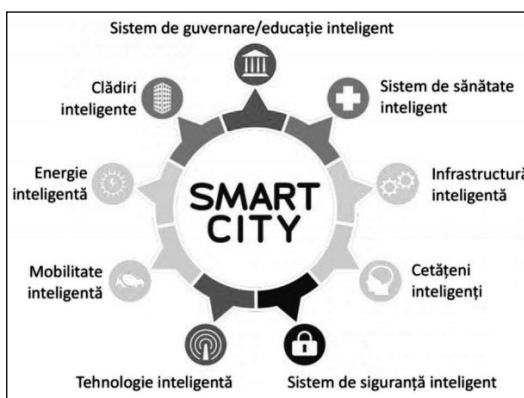 Sistem de guvernare/educație inteligent
Clădiri
inteligente
Sistem de sănătate
inteligent
Energie
inteligentă
SMART
CITY
Infrastructură
inteligentă
Mobilitate
inteligentă
Cetățeni
inteligenți
Tehnologie inteligentă
Sistem de siguranță inteligent